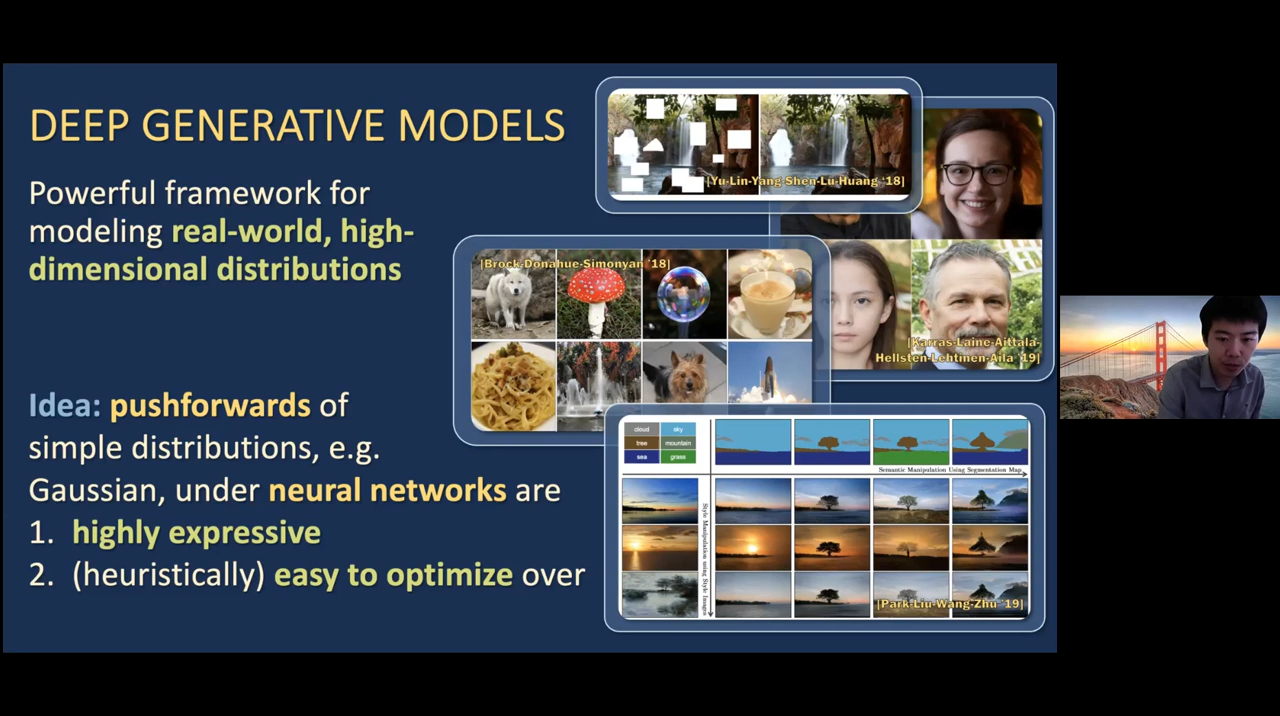 DEEP GENERATIVE MODELS
Powerful framework for
modeling real-world, high-
dimensional distributions
Idea: pushforwards of
simple distributions, e.g.
Gaussian, under neural networks are
1. highly expressive
2. (heuristically) easy to optimize over
[Yu-Lin-Yang-Shen-Lu-Huang ‘18]
[Brock-Donahue-Simonyan ‘18]
[Karras-Laine-Aittala-
Hellsten-Lehtmen-Aila ‘19]
cloud sky
tree mountain
sea grass
Semantic Manipulation Using Segmentation Map
Style Manipulation using Style Images
[Park-Liu-Wang-Zhu ‘19]